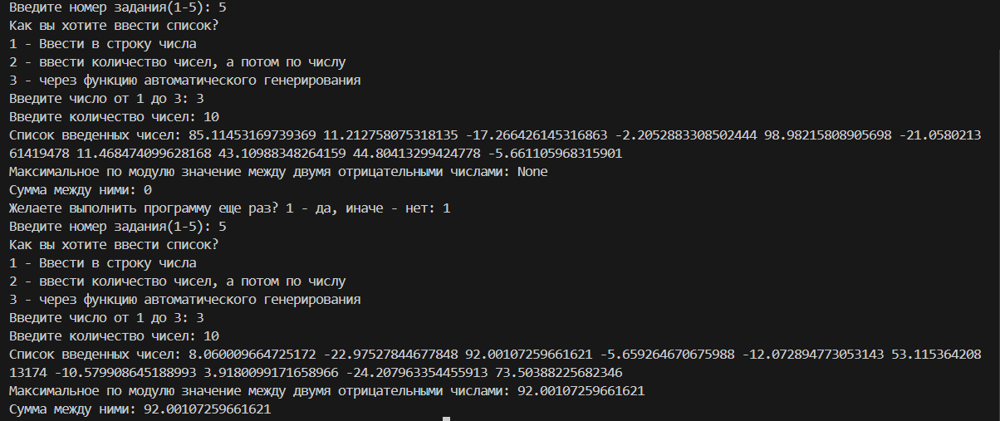 Введите номер задания(1-5): 5
Как вы хотите ввести список?
1 - Ввести в строку числа
2 - ввести количество чисел, а потом по числу
3 - через функцию автоматического генерирования
Введите число от 1 до 3: 3
Введите количество чисел: 10
Список введенных чисел: 85.11453169739369 11.212758075318135 -17.266426145316863 -2.2052883308502444 98.98215808905698 -21.0580213
61419478 11.468474099628168 43.10988348264159 44.80413299424778 -5.661105968315901
Максимальное по модулю значение между двумя отрицательными числами: None
Сумма между ними: 0
Желаете выполнить программу еще раз? 1 - да, иначе - нет: 1
Введите номер задания(1-5): 5
Как вы хотите ввести список?
1 - Ввести в строку числа
2 - ввести количество чисел, а потом по числу
3 - через функцию автоматического генерирования
Введите число от 1 до 3: 3
Введите количество чисел: 10
Список введенных чисел: 8.060009664725172 -22.97527844677848 92.00107259661621 -5.659264670675988 -12.072894773053143 53.115364208
13174 -10.579908645188993 3.9180099171658966 -24.207963354455913 73.50388225682346
Максимальное по модулю значение между двумя отрицательными числами: 92.00107259661621
Сумма между ними: 92.00107259661621